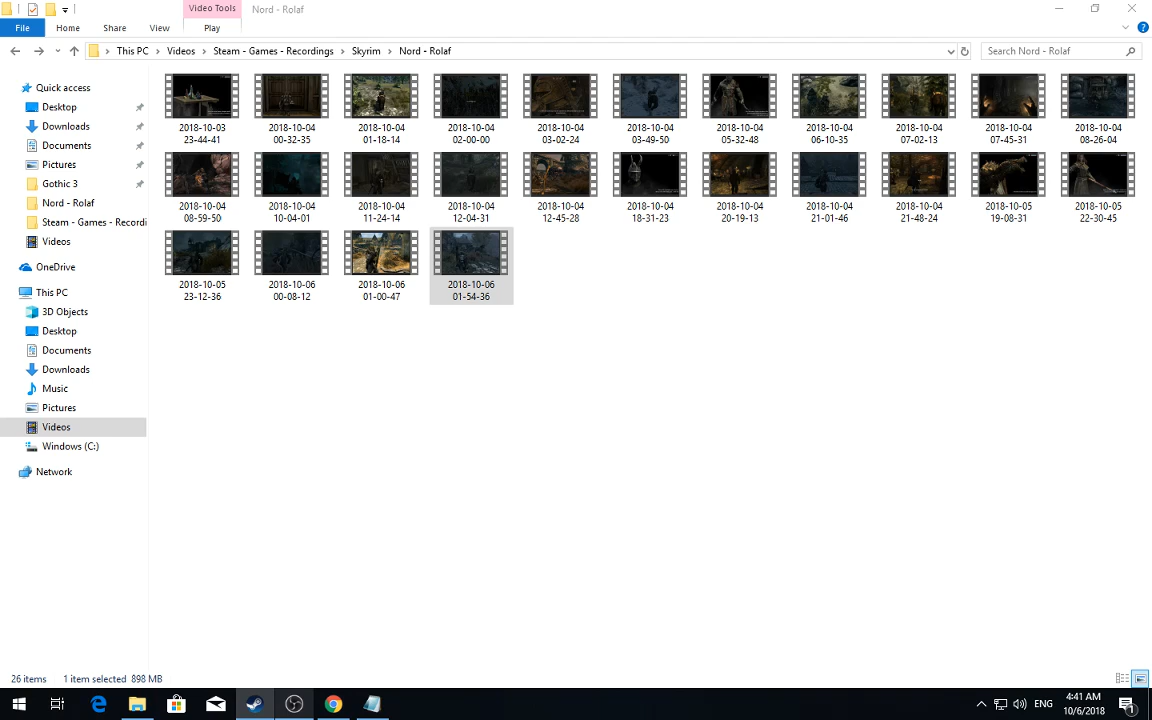 Video Tools
Nord - Rolaf
File
Home
Share
View
Play
This PC
Videos
Steam - Games - Recordings
Skyrim
Nord - Rolaf
Search Nord - Rolaf
Quick access
Desktop
Downloads
Documents
Pictures
Gothic 3
Nord - Rolaf
Steam - Games - Recordi
Videos
OneDrive
This PC
3D Objects
Desktop
Documents
Downloads
Music
Pictures
Videos
Windows (C:)
Network
2018-10-03
23-44-41
2018-10-04
00-32-35
2018-10-04
01-18-14
2018-10-04
02-00-00
2018-10-04
03-02-24
2018-10-04
03-49-50
2018-10-04
05-32-48
2018-10-04
06-10-35
2018-10-04
07-02-13
2018-10-04
07-45-31
2018-10-04
08-26-04
2018-10-04
08-59-50
2018-10-04
10-04-01
2018-10-04
11-24-14
2018-10-04
12-04-31
2018-10-04
12-45-28
2018-10-04
18-31-23
2018-10-04
20-19-13
2018-10-04
21-01-46
2018-10-04
21-48-24
2018-10-05
19-08-31
2018-10-05
22-30-45
2018-10-05
23-12-36
2018-10-06
00-08-12
2018-10-06
01-00-47
2018-10-06
01-54-36
26 items
1 item selected 898 MB
ENG
4:41 AM
10/6/2018
1